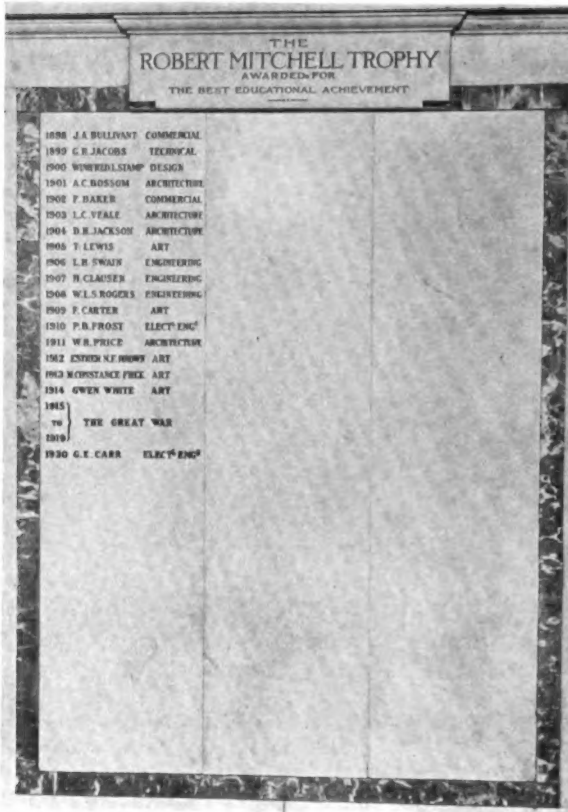 THE
ROBERT MITCHELL TROPHY
AWARDED FOR
THE BEST EDUCATIONAL ACHIEVEMENT
1898 J.A. BULLIVANT COMMERCIAL
1899 G.R. JACOBS TECHNICAL
1900 WINIFRED L. STAMP DESIGN
1901 A.C. BOSSOM ARCHITECTURE
1902 F. BAKER COMMERCIAL
1903 L.C. VEALE ARCHITECTURE
1904 D.H. JACKSON ARCHITECTURE
1905 T. LEWIS ART
1906 L.H. SWAIN ENGINEERING
1907 H. CLAUSEN ENGINEERING
1908 W.L.S. ROGERS ENGINEERING
1909 F. CARTER ART
1910 P.B. FROST ELECTL ENGR
1911 W.R. PRICE ARCHITECTURE
1912 ESTHER N.F. BROWN ART
1913 M. CONSTANCE FREE ART
1914 GWEN WHITE ART
1915
TO THE GREAT WAR
1919
1920 G.E. CARR ELECTL ENGR